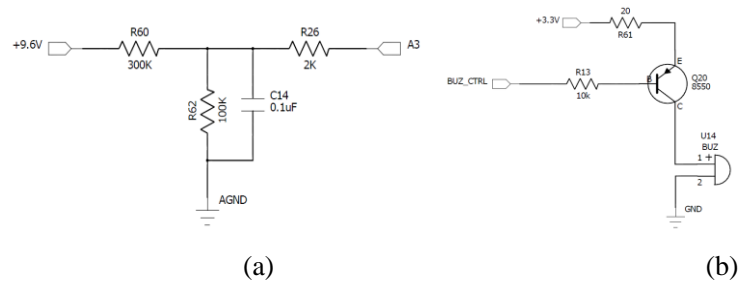 +9.6V
R60
300K
R26
2K
A3
R62
100K
C14
0.1uF
AGND
(a)
+3.3V
20
R61
E
Q20
8550
B
C
BUZ_CTRL
R13
10k
U14
BUZ
1 +
2
GND
(b)